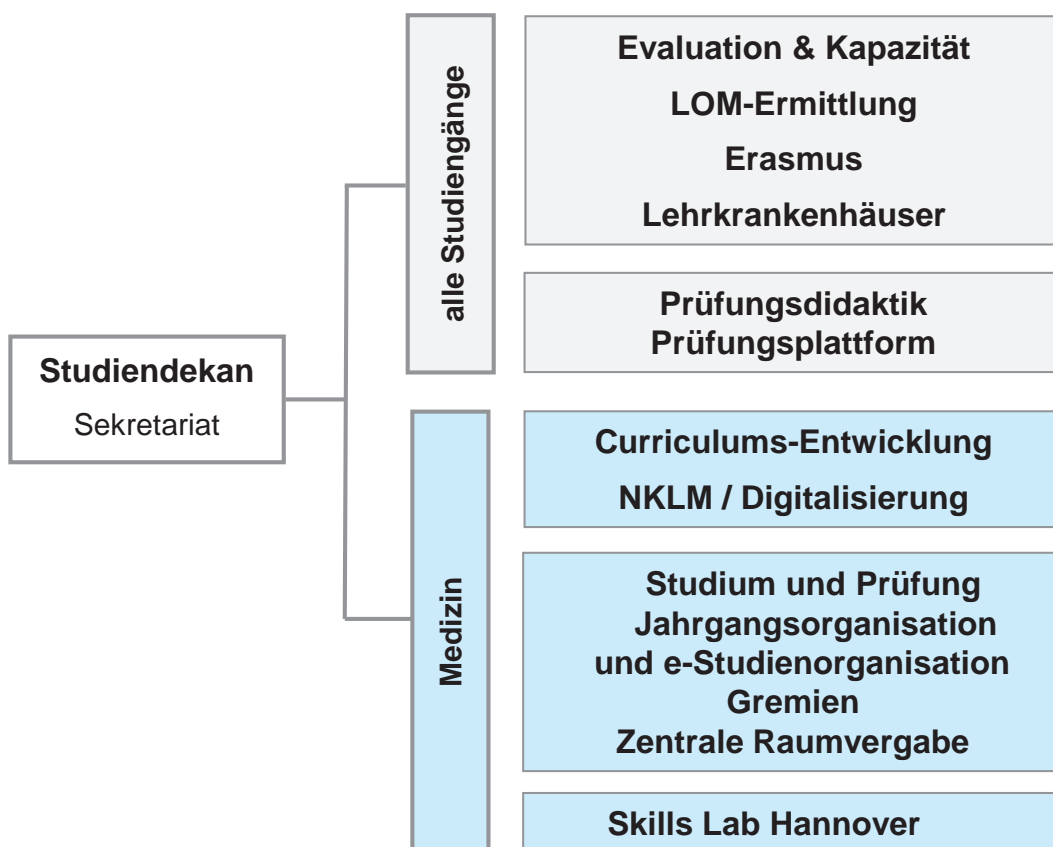 Studiendekan
Sekretariat
alle Studiengänge
Evaluation & Kapazität
LOM-Ermittlung
Erasmus
Lehrkrankenhäuser
Prüfungsdidaktik
Prüfungsplattform
Medizin
Curriculums-Entwicklung
NKLM / Digitalisierung
Studium und Prüfung
Jahrgangsorganisation
und e-Studienorganisation
Gremien
Zentrale Raumvergabe
Skills Lab Hannover